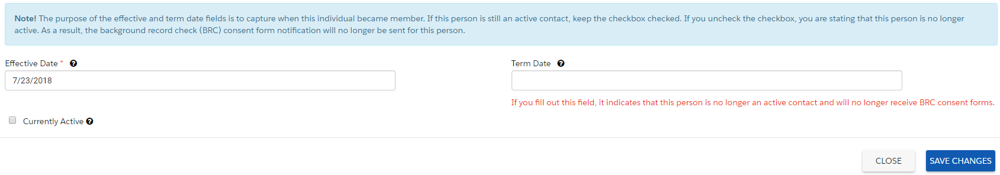 Note! The purpose of the effective and term date fields is to capture when this individual became member. If this person is still an active contact, keep the checkbox checked. If you uncheck the checkbox, you are stating that this person is no longer
active. As a result, the background record check (BRC) consent form notification will no longer be sent for this person.
Effective Date *
Term Date
7/23/2018
If you fill out this field, it indicates that this person is no longer an active contact and will no longer receive BRC consent forms.
Currently Active
CLOSE
SAVE CHANGES